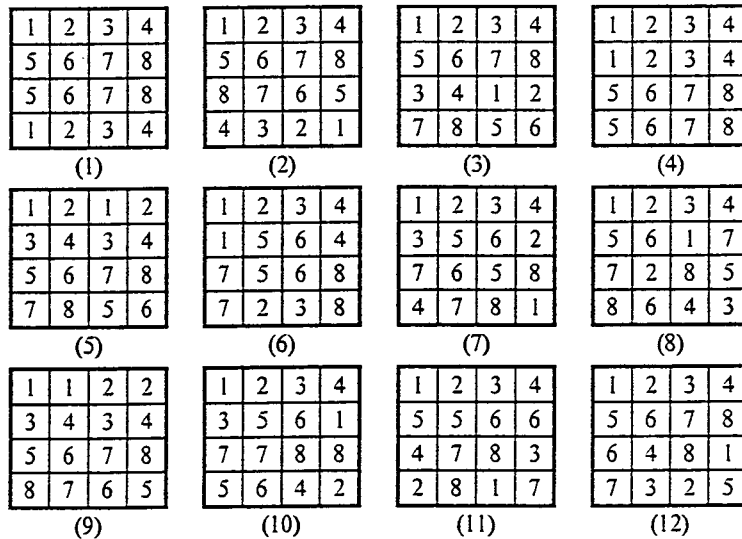 1 2 3 4 1 2 3 4 1 2 3 4 1 2 3 4
5 6 7 8 5 6 7 8 5 6 7 8 1 2 3 4
5 6 7 8 8 7 6 5 3 4 1 2 5 6 7 8
1 2 3 4 4 3 2 1 7 8 5 6 5 6 7 8
(1) (2) (3) (4)
1 2 1 2 1 2 3 4 1 2 3 4 1 2 3 4
3 4 3 4 1 5 6 4 3 5 6 2 5 6 1 7
5 6 7 8 7 5 6 8 7 6 5 8 7 2 8 5
7 8 5 6 7 2 3 8 4 7 8 1 8 6 4 3
(5) (6) (7) (8)
1 1 2 2 1 2 3 4 1 2 3 4 1 2 3 4
3 4 3 4 3 5 6 1 5 5 6 6 5 6 7 8
5 6 7 8 7 7 8 8 4 7 8 3 6 4 8 1
8 7 6 5 5 6 4 2 2 8 1 7 7 3 2 5
(9) (10) (11) (12)